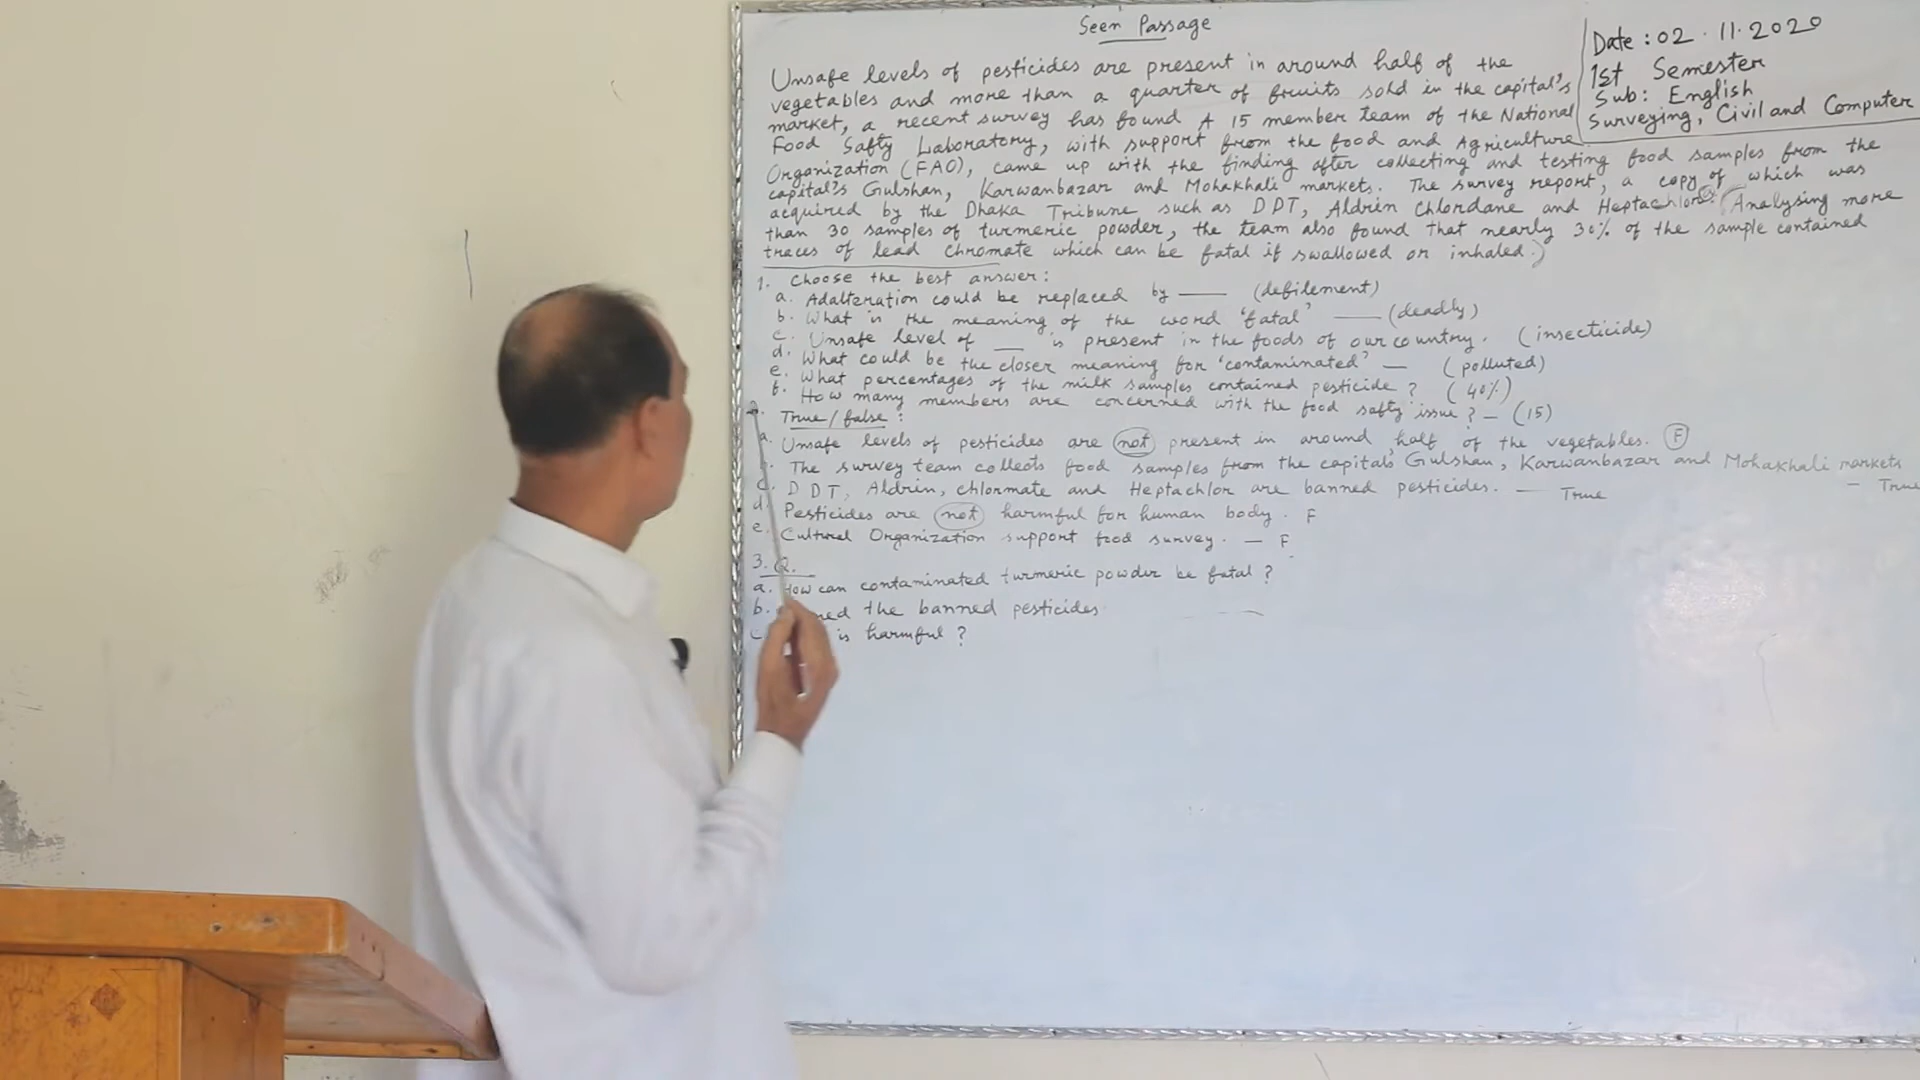 Seen Passage
Date : 02 . 11 . 2020
1st Semester
Sub : English
Surveying, Civil and Computer
Unsafe levels of pesticides are present in around half of the
vegetables and more than a quarter of fruits sold in the capital's
market, a recent survey has found A 15 member team of the National
Food Safty Laboratory, with support from the food and Agriculture
Organization (FAO), came up with the finding after collecting and testing food samples from the
capital's Gulshan, Karwanbazar and Mohakhali markets. The survey report, a copy of which was
acquired by the Dhaka Tribune such as DDT, Aldrin Chlordane and Heptachlor. (Analysing more
than 30 samples of turmeric powder, the team also found that nearly 30% of the sample contained
traces of lead chromate which can be fatal if swallowed or inhaled.)
1. Choose the best answer :
a. Adalteration could be replaced by —— (defilement)
b. What is the meaning of the word 'fatal' —— (deadly)
c. Unsafe level of —— is present in the foods of our country. (insecticide)
d. What could be the closer meaning for 'contaminated' — (polluted)
e. What percentages of the milk samples contained pesticide ? (40%)
f. How many members are concerned with the food safty issue ? — (15)
2. True / false :
a. Unsafe levels of pesticides are not present in around half of the vegetables. F
The survey team collects food samples from the capital's Gulshan, Karwanbazar and Mohakhali markets — True
c. DDT, Aldrin, chlormate and Heptachlor are banned pesticides. — True
d. Pesticides are not harmful for human body. F
e. Cultural Organization support food survey. — F
3. Q.
a. How can contaminated turmeric powder be fatal ?
b. the banned pesticides
is harmful ?